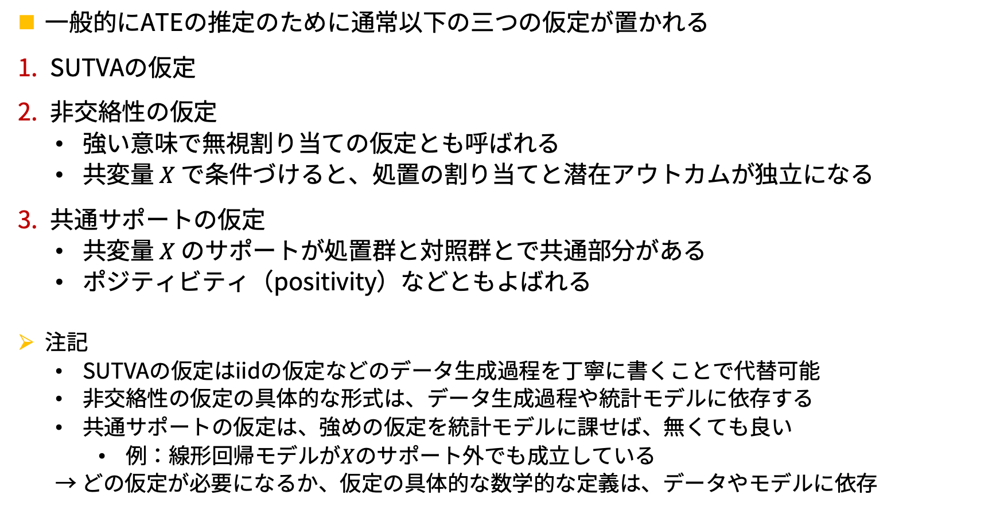 ■ 一般的にATEの推定のために通常以下の三つの仮定が置かれる
1. SUTVAの仮定
2. 非交絡性の仮定
• 強い意味で無視割り当ての仮定とも呼ばれる
• 共変量 X で条件づけると、処置の割り当てと潜在アウトカムが独立になる
3. 共通サポートの仮定
• 共変量 X のサポートが処置群と対照群とで共通部分がある
• ポジティビティ（positivity）などともよばれる
➢ 注記
• SUTVAの仮定はiidの仮定などのデータ生成過程を丁寧に書くことで代替可能
• 非交絡性の仮定の具体的な形式は、データ生成過程や統計モデルに依存する
• 共通サポートの仮定は、強めの仮定を統計モデルに課せば、無くても良い
• 例：線形回帰モデルがXのサポート外でも成立している
→ どの仮定が必要になるか、仮定の具体的な数学的な定義は、データやモデルに依存